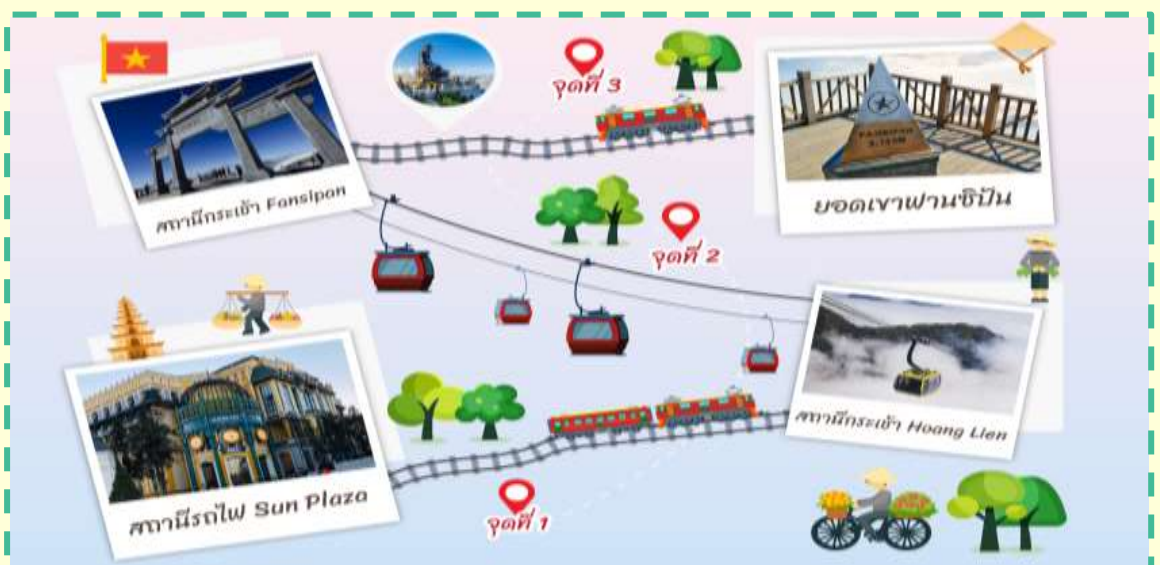 จุดที่ 3
สถานีกระเช้า Fansipan
FANSIPAN
3.143M
ยอดเขาฟานซิปัน
จุดที่ 2
สถานีกระเช้า Hoang Lien
สถานีรถไฟ Sun Plaza
จุดที่ 1